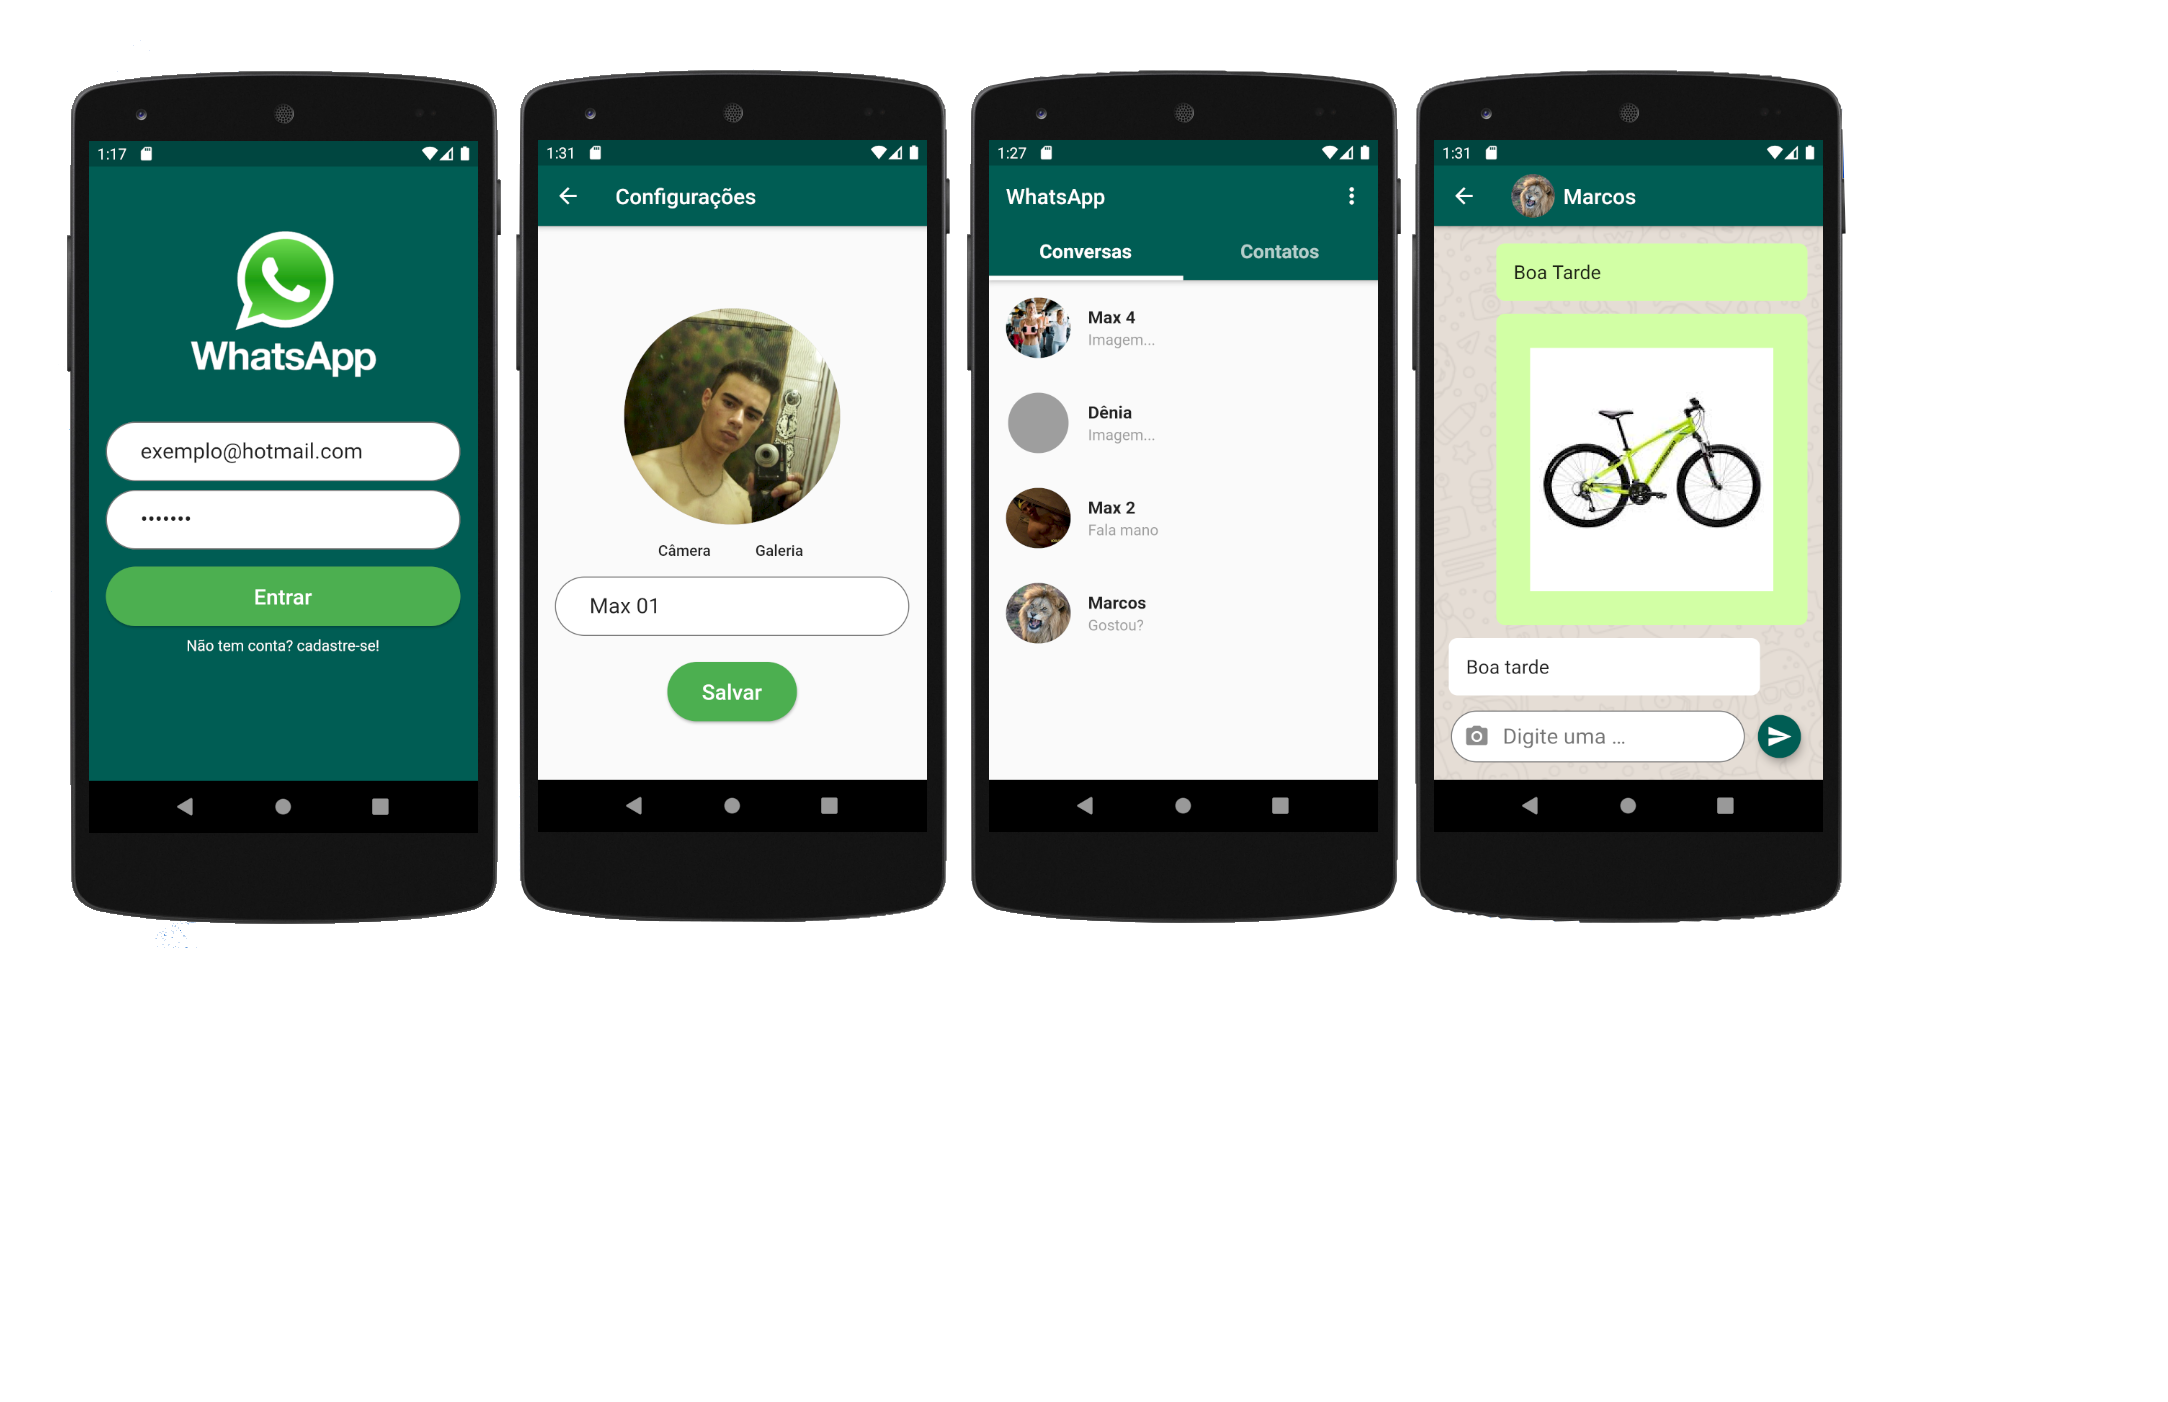 1:17
WhatsApp
exemplo@hotmail.com
•••••••
Entrar
Não tem conta? cadastre-se!
1:31
Configurações
Câmera
Galeria
Max 01
Salvar
1:27
WhatsApp
Conversas
Contatos
Max 4
Imagem...
Dênia
Imagem...
Max 2
Fala mano
Marcos
Gostou?
1:31
Marcos
Boa Tarde
Boa tarde
Digite uma ...